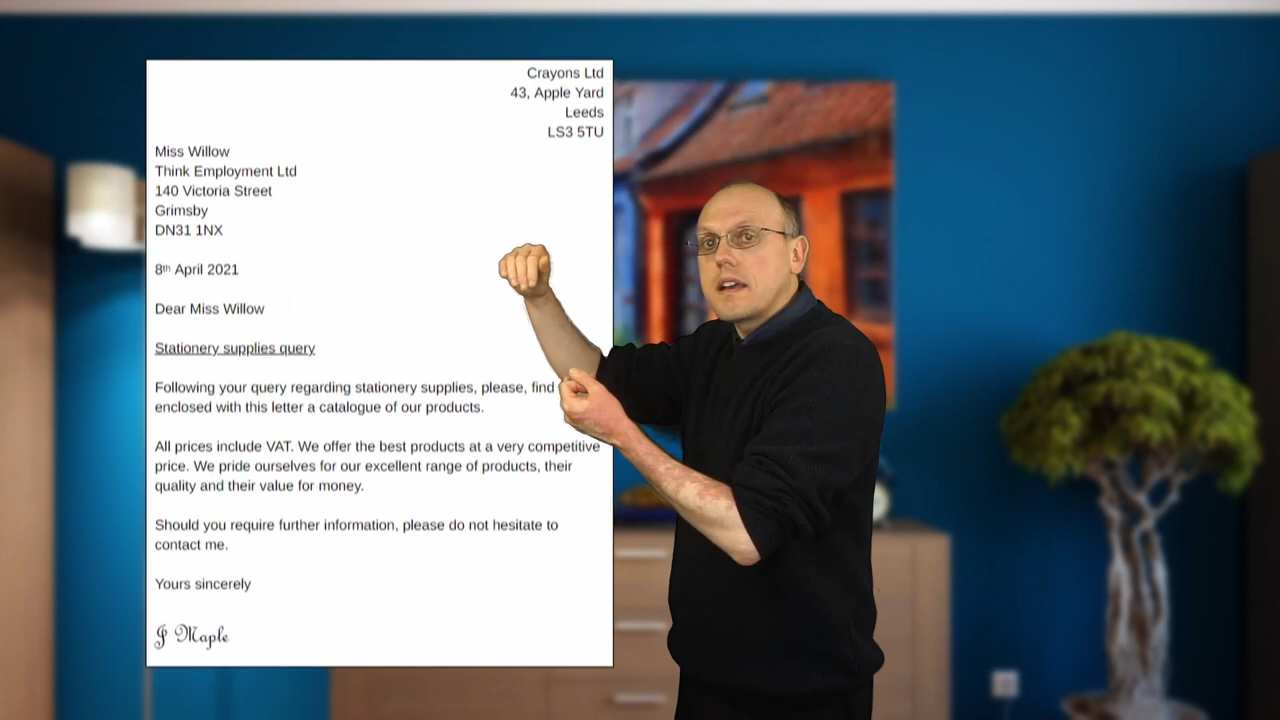 Crayons Ltd
43, Apple Yard
Leeds
LS3 5TU
Miss Willow
Think Employment Ltd
140 Victoria Street
Grimsby
DN31 1NX
8th April 2021
Dear Miss Willow
Stationery supplies query
Following your query regarding stationery supplies, please, find
enclosed with this letter a catalogue of our products.
All prices include VAT. We offer the best products at a very competitive
price. We pride ourselves for our excellent range of products, their
quality and their value for money.
Should you require further information, please do not hesitate to
contact me.
Yours sincerely
J Maple